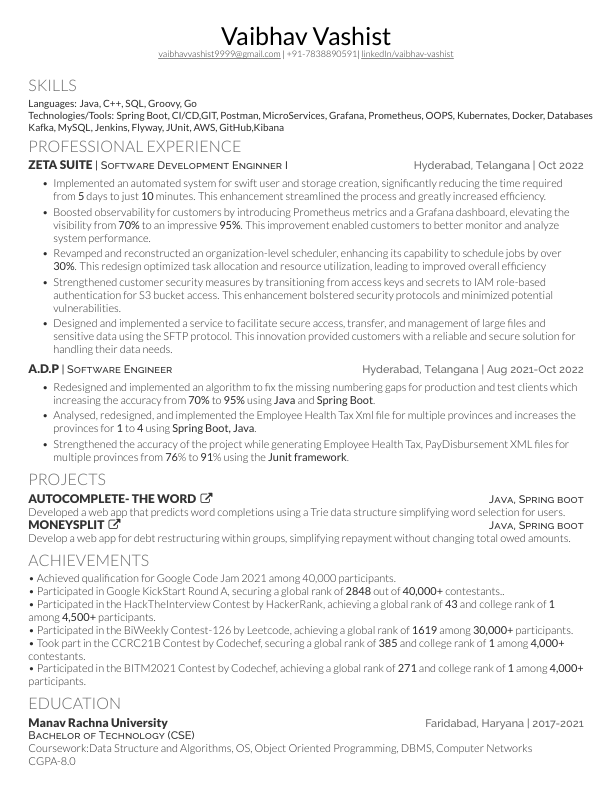 Vaibhav Vashist
vaibhavvashist9999@gmail.com | +91-7838890591| linkedIn/vaibhav-vashist
SKILLS
Languages: Java, C++, SQL, Groovy, Go
Technologies/Tools: Spring Boot, CI/CD,GIT, Postman, MicroServices, Grafana, Prometheus, OOPS, Kubernates, Docker, Databases
Kafka, MySQL, Jenkins, Flyway, JUnit, AWS, GitHub,Kibana
PROFESSIONAL EXPERIENCE
ZETA SUITE | Software Development Enginner I Hyderabad, Telangana | Oct 2022
• Implemented an automated system for swift user and storage creation, significantly reducing the time required
from 5 days to just 10 minutes. This enhancement streamlined the process and greatly increased efficiency.
• Boosted observability for customers by introducing Prometheus metrics and a Grafana dashboard, elevating the
visibility from 70% to an impressive 95%. This improvement enabled customers to better monitor and analyze
system performance.
• Revamped and reconstructed an organization-level scheduler, enhancing its capability to schedule jobs by over
30%. This redesign optimized task allocation and resource utilization, leading to improved overall efficiency
• Strengthened customer security measures by transitioning from access keys and secrets to IAM role-based
authentication for S3 bucket access. This enhancement bolstered security protocols and minimized potential
vulnerabilities.
• Designed and implemented a service to facilitate secure access, transfer, and management of large files and
sensitive data using the SFTP protocol. This innovation provided customers with a reliable and secure solution for
handling their data needs.
A.D.P | Software Engineer Hyderabad, Telangana | Aug 2021-Oct 2022
• Redesigned and implemented an algorithm to fix the missing numbering gaps for production and test clients which
increasing the accuracy from 70% to 95% using Java and Spring Boot.
• Analysed, redesigned, and implemented the Employee Health Tax Xml file for multiple provinces and increases the
provinces for 1 to 4 using Spring Boot, Java.
• Strengthened the accuracy of the project while generating Employee Health Tax, PayDisbursement XML files for
multiple provinces from 76% to 91% using the Junit framework.
PROJECTS
AUTOCOMPLETE- THE WORD Java, Spring boot
Developed a web app that predicts word completions using a Trie data structure simplifying word selection for users.
MONEYSPLIT Java, Spring boot
Develop a web app for debt restructuring within groups, simplifying repayment without changing total owed amounts.
ACHIEVEMENTS
• Achieved qualification for Google Code Jam 2021 among 40,000 participants.
• Participated in Google KickStart Round A, securing a global rank of 2848 out of 40,000+ contestants..
• Participated in the HackTheInterview Contest by HackerRank, achieving a global rank of 43 and college rank of 1
among 4,500+ participants.
• Participated in the BiWeekly Contest-126 by Leetcode, achieving a global rank of 1619 among 30,000+ participants.
• Took part in the CCRC21B Contest by Codechef, securing a global rank of 385 and college rank of 1 among 4,000+
contestants.
• Participated in the BITM2021 Contest by Codechef, achieving a global rank of 271 and college rank of 1 among 4,000+
participants.
EDUCATION
Manav Rachna University Faridabad, Haryana | 2017-2021
Bachelor of Technology (CSE)
Coursework:Data Structure and Algorithms, OS, Object Oriented Programming, DBMS, Computer Networks
CGPA-8.0